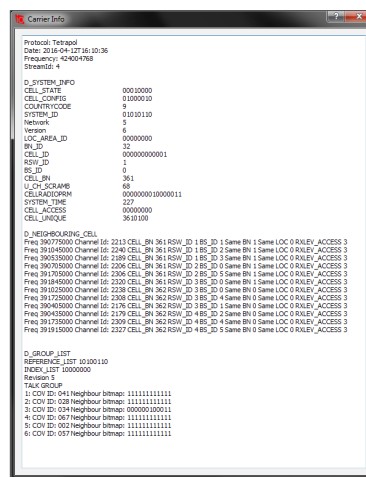 Carrier Info
Protocol: Tetrapol
Date: 2016-04-12T16:10:36
Frequency: 424004768
StreamId: 4
D_SYSTEM_INFO
CELL_STATE 00010000
CELL_CONFIG 01000010
COUNTRYCODE 9
SYSTEM_ID 01010110
Network 5
Version 6
LOC_AREA_ID 00000000
BN_ID 32
CELL_ID 000000000001
RSW_ID 1
BS_ID 0
CELL_BN 361
U_CH_SCRAMB 68
CELLRADIOPRM 0000000010000011
SYSTEM_TIME 227
CELL_ACCESS 00000000
CELL_UNIQUE 3610100
D_NEIGHBOURING_CELL
Freq 390775000 Channel Id: 2213 CELL_BN 361 RSW_ID 1 BS_ID 1 Same BN 1 Same LOC 0 RXLEV_ACCESS 3
Freq 391045000 Channel Id: 2240 CELL_BN 361 RSW_ID 1 BS_ID 2 Same BN 1 Same LOC 0 RXLEV_ACCESS 3
Freq 390535000 Channel Id: 2189 CELL_BN 361 RSW_ID 1 BS_ID 3 Same BN 1 Same LOC 0 RXLEV_ACCESS 3
Freq 390705000 Channel Id: 2206 CELL_BN 361 RSW_ID 2 BS_ID 0 Same BN 1 Same LOC 0 RXLEV_ACCESS 3
Freq 391705000 Channel Id: 2306 CELL_BN 361 RSW_ID 2 BS_ID 5 Same BN 1 Same LOC 0 RXLEV_ACCESS 3
Freq 391845000 Channel Id: 2320 CELL_BN 361 RSW_ID 3 BS_ID 0 Same BN 1 Same LOC 0 RXLEV_ACCESS 3
Freq 391025000 Channel Id: 2238 CELL_BN 362 RSW_ID 3 BS_ID 1 Same BN 0 Same LOC 0 RXLEV_ACCESS 3
Freq 391725000 Channel Id: 2308 CELL_BN 362 RSW_ID 3 BS_ID 4 Same BN 0 Same LOC 0 RXLEV_ACCESS 3
Freq 390405000 Channel Id: 2176 CELL_BN 362 RSW_ID 4 BS_ID 1 Same BN 0 Same LOC 0 RXLEV_ACCESS 3
Freq 390435000 Channel Id: 2179 CELL_BN 362 RSW_ID 4 BS_ID 2 Same BN 0 Same LOC 0 RXLEV_ACCESS 3
Freq 391735000 Channel Id: 2309 CELL_BN 362 RSW_ID 4 BS_ID 4 Same BN 0 Same LOC 0 RXLEV_ACCESS 3
Freq 391915000 Channel Id: 2327 CELL_BN 362 RSW_ID 4 BS_ID 5 Same BN 0 Same LOC 0 RXLEV_ACCESS 3
D_GROUP_LIST
REFERENCE_LIST 10100110
INDEX_LIST 10000000
Revision 5
TALK GROUP
1: COV ID: 041 Neighbour bitmap: 111111111111
2: COV ID: 028 Neighbour bitmap: 111111111111
3: COV ID: 034 Neighbour bitmap: 000000100011
4: COV ID: 067 Neighbour bitmap: 111111111111
5: COV ID: 002 Neighbour bitmap: 111111111111
6: COV ID: 057 Neighbour bitmap: 111111111111